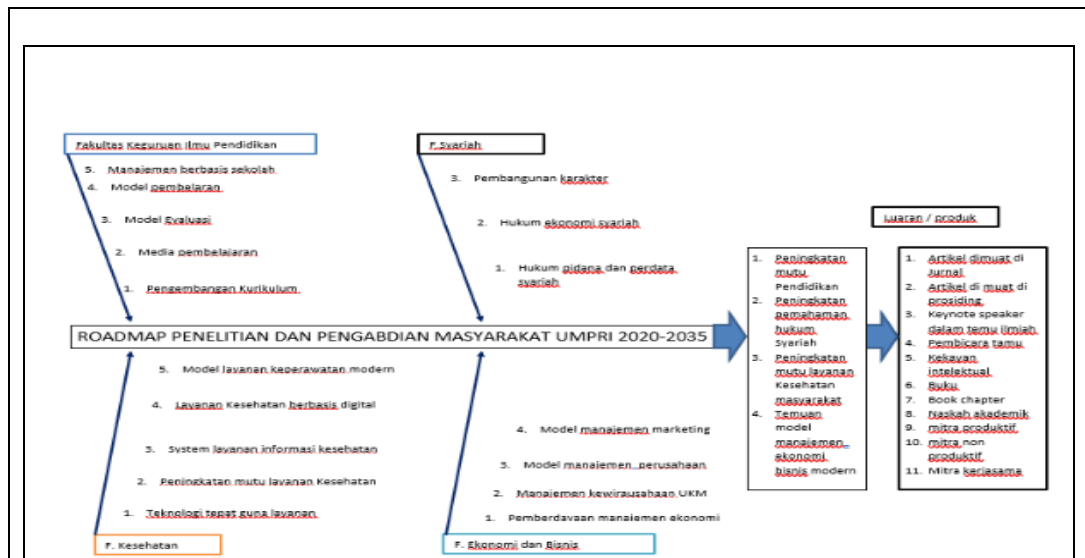 Fakultas Keguruan Ilmu Pendidikan
5. Manajemen berbasis sekolah
4. Model pembelaran
3. Model Evaluasi
2. Media pembelajaran
1. Pengembangan Kurikulum
F.Syariah
3. Pembangunan karakter
2. Hukum ekonomi syariah
1. Hukum pidana dan perdata
syariah
ROADMAP PENELITIAN DAN PENGABDIAN MASYARAKAT UMPRI 2020-2035
5. Model layanan keperawatan modern
4. Layanan Kesehatan berbasis digital
3. System layanan informasi kesehatan
2. Peningkatan mutu layanan Kesehatan
1. Teknologi tepat guna layanan
F. Kesehatan
4. Model manajemen marketing
3. Model manajemen perusahaan
2. Manajemen kewirausahaan UKM
1. Pemberdayaan manajemen ekonomi
F. Ekonomi dan Bisnis
1. Peningkatan
mutu
Pendidikan
2. Peningkatan
pemahaman
hukum
Syariah
3. Peningkatan
mutu layanan
Kesehatan
masyarakat
4. Temuan
model
manajemen
ekonomi
bisnis modern
Luaran / produk
1. Artikel dimuat di
Jurnal
2. Artikel di muat di
prosiding
3. Keynote speaker
dalam temu ilmiah
4. Pembicara tamu
5. Kekayan
intelektual
6. Buku
7. Book chapter
8. Naskah akademik
9. mitra produktif
10. mitra non
produktif
11. Mitra kerjasama